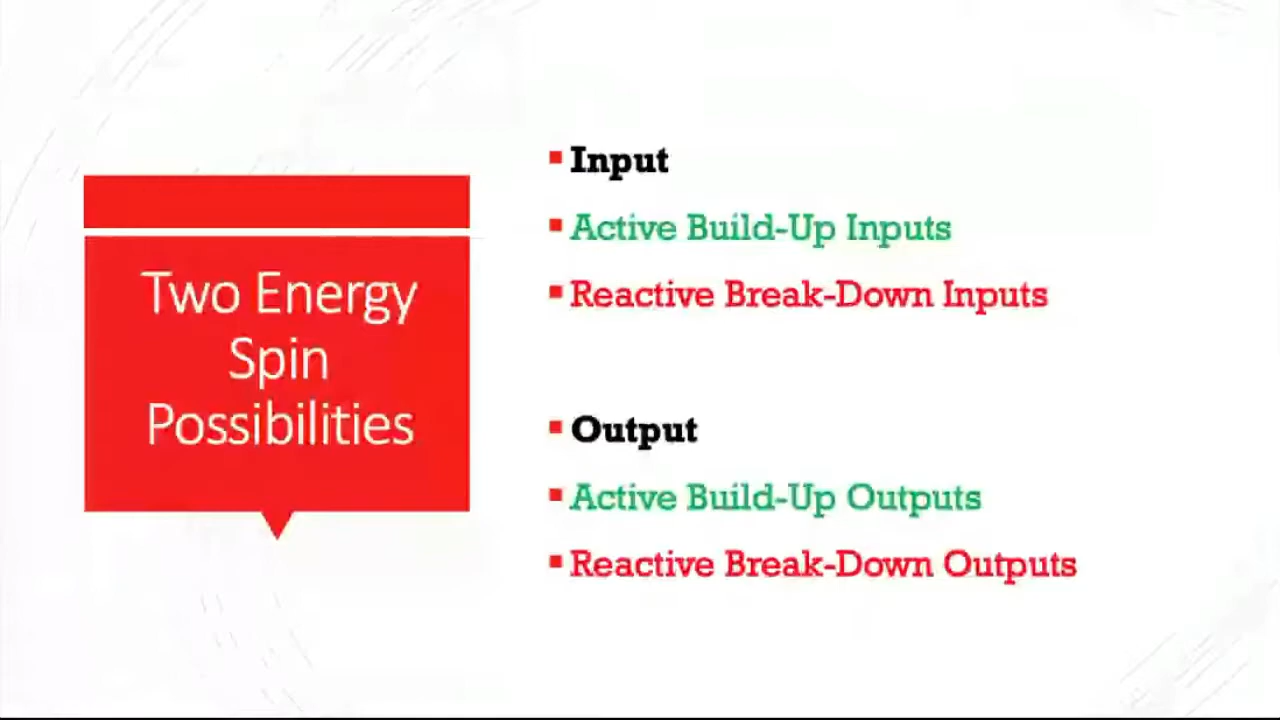 Two Energy
Spin
Possibilities
Input
Active Build-Up Inputs
Reactive Break-Down Inputs
Output
Active Build-Up Outputs
Reactive Break-Down Outputs